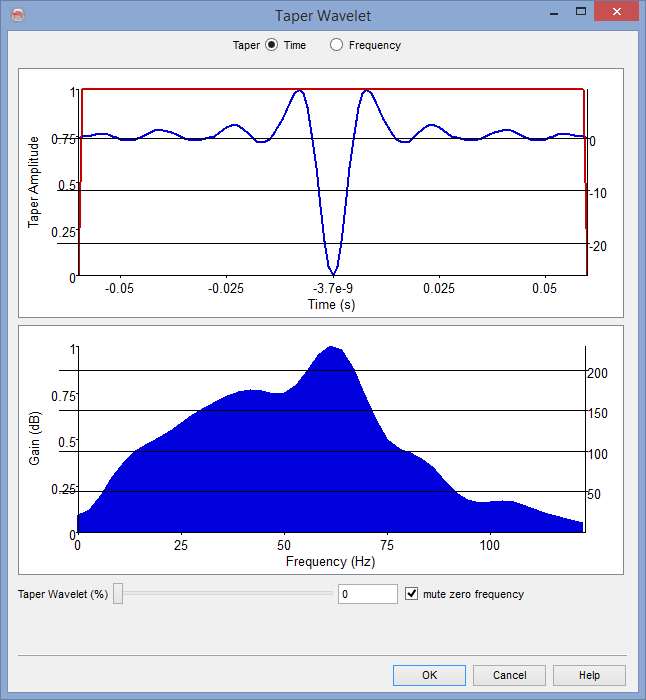 Taper Wavelet
Taper Time Frequency
1
0.75
0.5
0.25
0
0
-10
-20
Taper Amplitude
-0.05 -0.025 -3.7e-9 0.025 0.05
Time (s)
1
0.75
0.5
0.25
0
200
150
100
50
Gain (dB)
0 25 50 75 100
Frequency (Hz)
Taper Wavelet (%) 0 mute zero frequency
OK Cancel Help